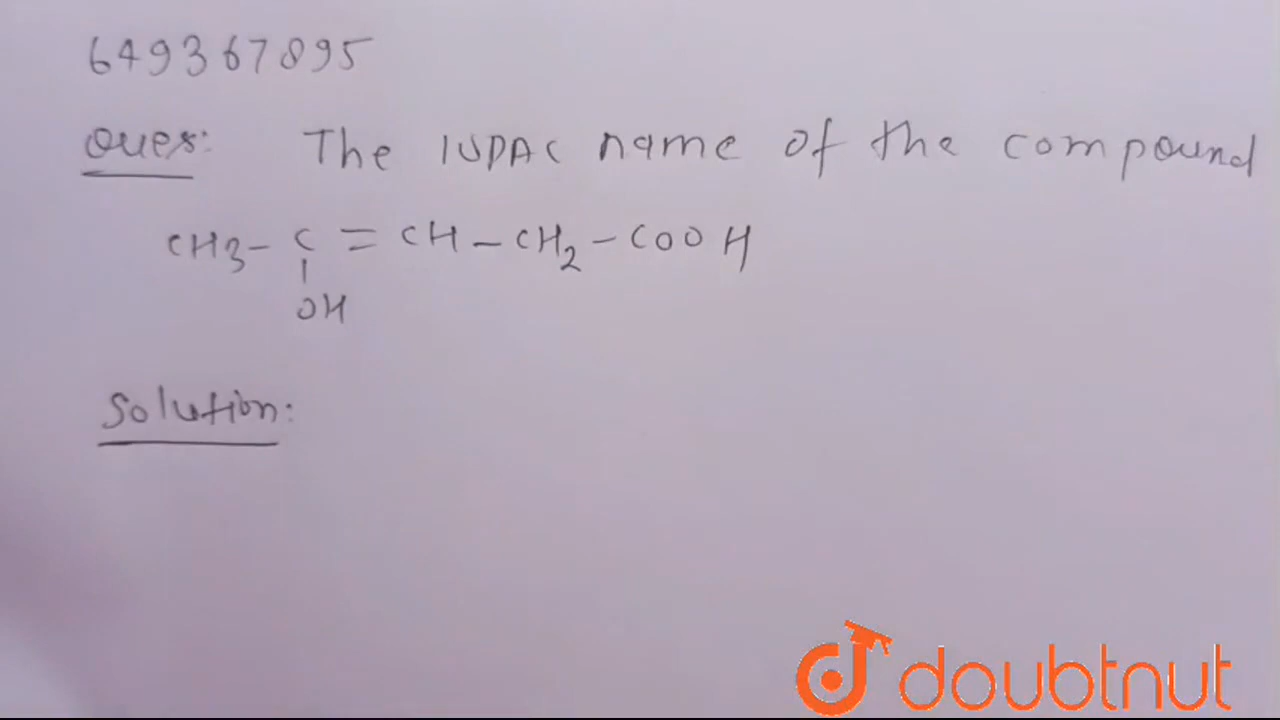 649367895
Ques: The IUPAC name of the compound
CH3-C=CH-CH2-COOH
OH
Solution:
doubtnut